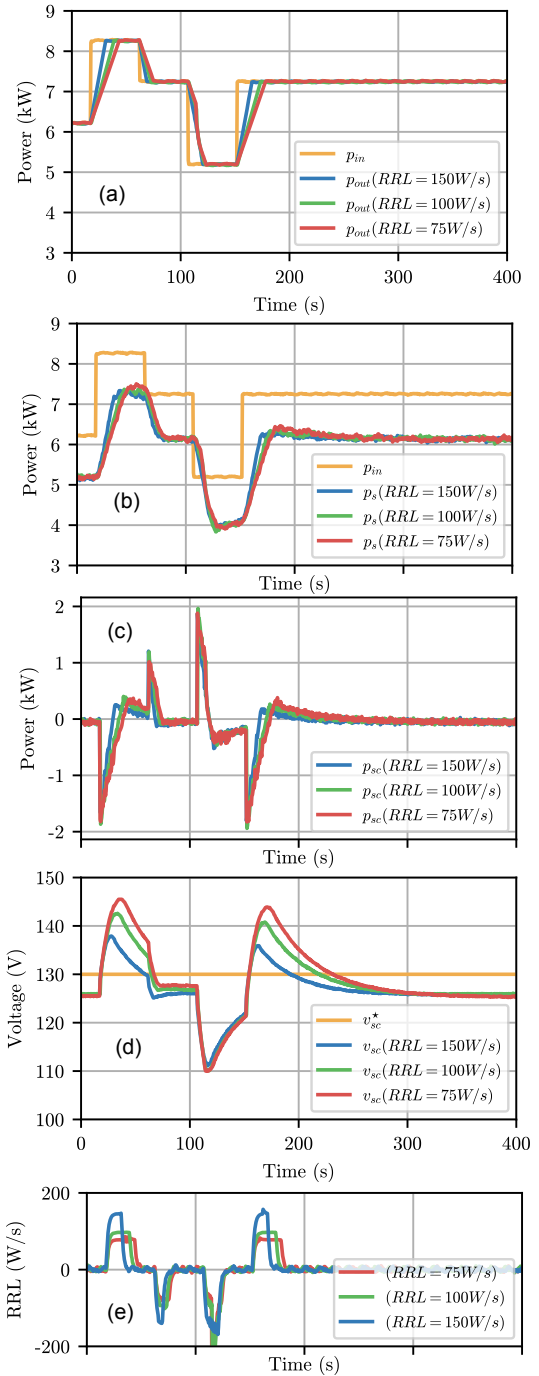 9
8
7
6
5
4
3
Power (kW)
(a)
p_in
p_out(RRL = 150W/s)
p_out(RRL = 100W/s)
p_out(RRL = 75W/s)
0 100 200 300 400
Time (s)
9
8
7
6
5
4
3
Power (kW)
(b)
p_in
p_s(RRL = 150W/s)
p_s(RRL = 100W/s)
p_s(RRL = 75W/s)
Time (s)
2
1
0
-1
-2
Power (kW)
(c)
p_sc(RRL = 150W/s)
p_sc(RRL = 100W/s)
p_sc(RRL = 75W/s)
Time (s)
150
140
130
120
110
100
Voltage (V)
(d)
v_sc^★
v_sc(RRL = 150W/s)
v_sc(RRL = 100W/s)
v_sc(RRL = 75W/s)
0 100 200 300 400
Time (s)
200
0
-200
RRL (W/s)
(e)
(RRL = 75W/s)
(RRL = 100W/s)
(RRL = 150W/s)
Time (s)